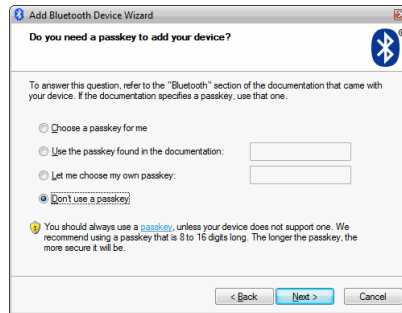 Add Bluetooth Device Wizard
Do you need a passkey to add your device?
To answer this question, refer to the "Bluetooth" section of the documentation that came with
your device. If the documentation specifies a passkey, use that one.
Choose a passkey for me
Use the passkey found in the documentation:
Let me choose my own passkey:
Don't use a passkey
You should always use a passkey, unless your device does not support one. We
recommend using a passkey that is 8 to 16 digits long. The longer the passkey, the
more secure it will be.
< Back Next > Cancel